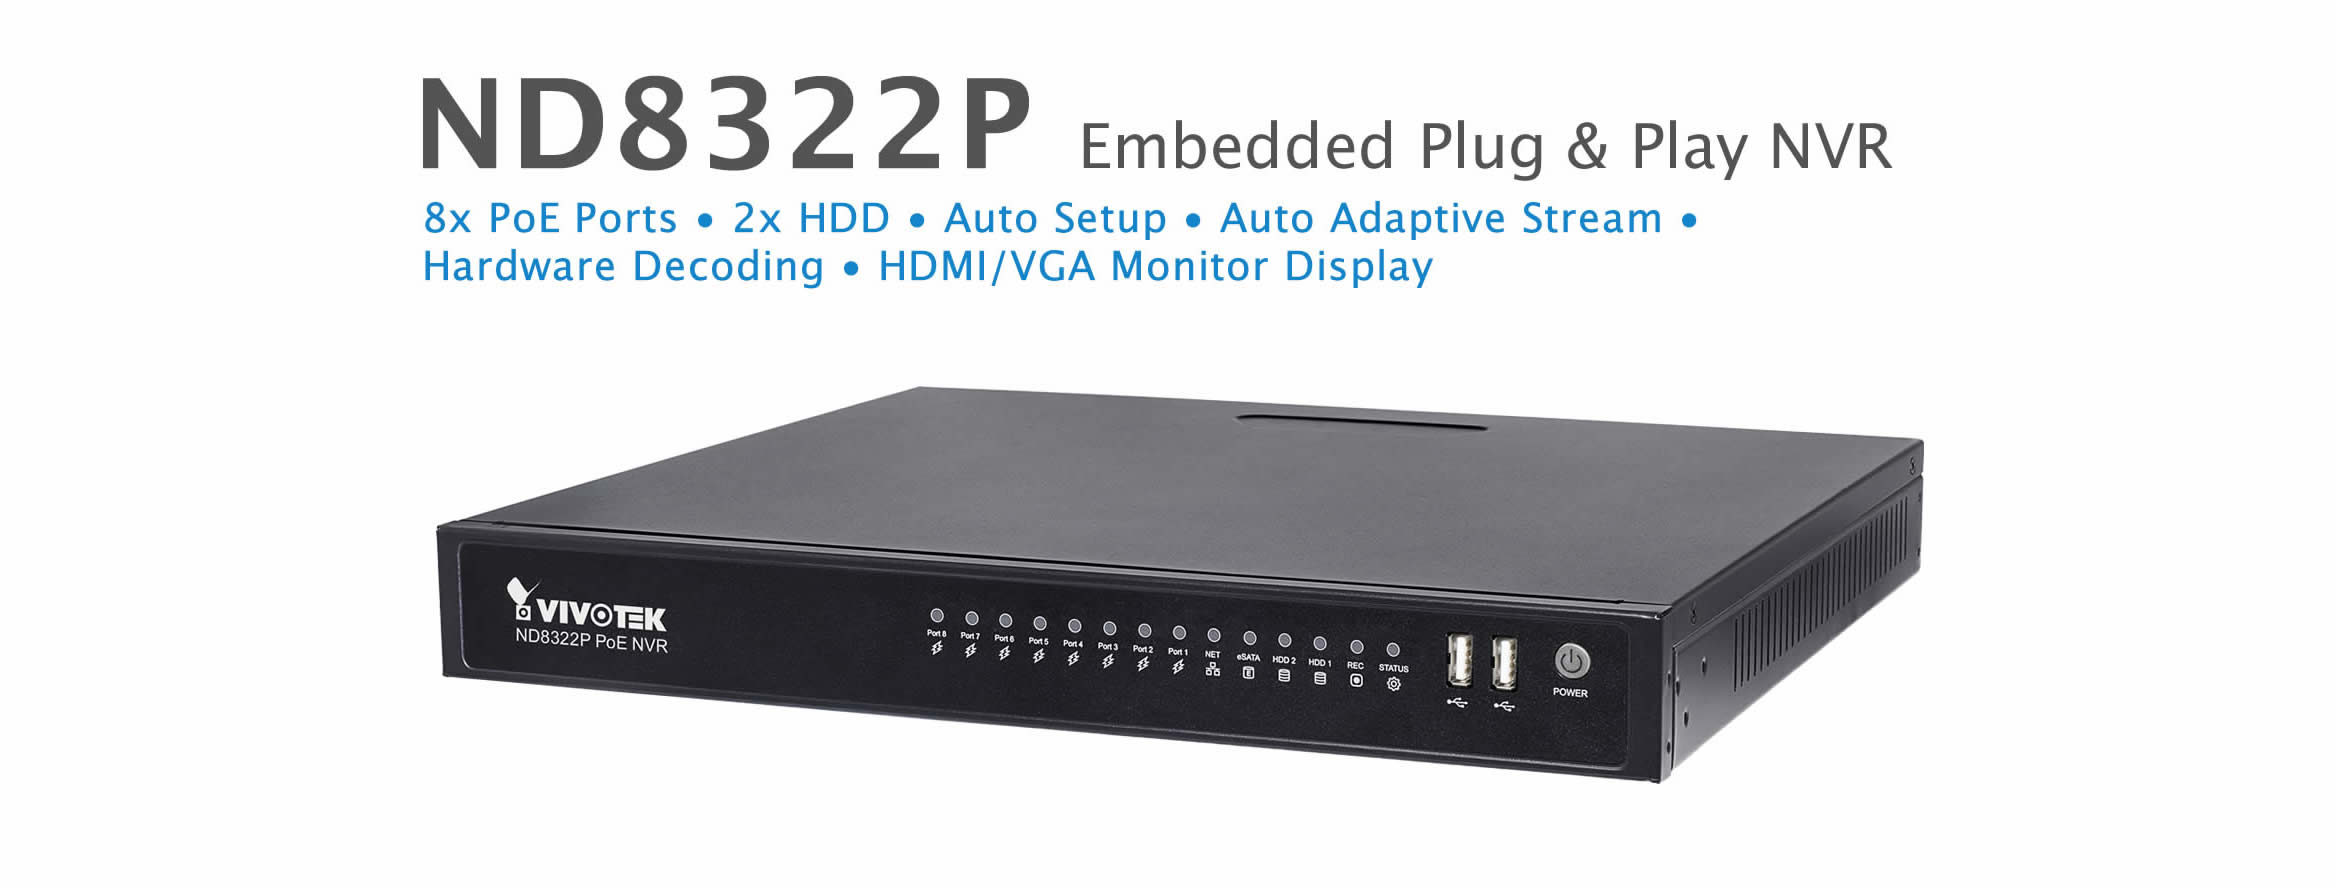 ND8322P Embedded Plug & Play NVR
8x PoE Ports • 2x HDD • Auto Setup • Auto Adaptive Stream •
Hardware Decoding • HDMI/VGA Monitor Display
VIVOTEK
ND8322P PoE NVR
Port 8 Port 7 Port 6 Port 5 Port 4 Port 3 Port 2 Port 1 NET eSATA HDD 2 HDD 1 REC STATUS
E
POWER